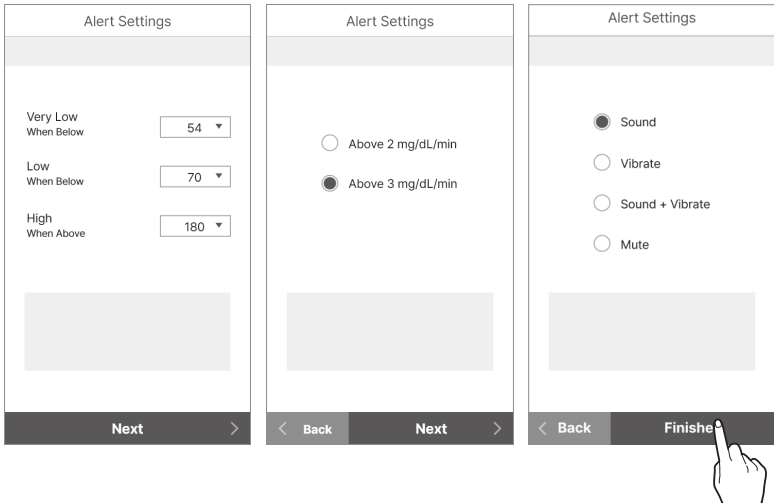 Alert Settings
Very Low
When Below
54
Low
When Below
70
High
When Above
180
Next
Alert Settings
Above 2 mg/dL/min
Above 3 mg/dL/min
Back
Next
Alert Settings
Sound
Vibrate
Sound + Vibrate
Mute
Back
Finishe